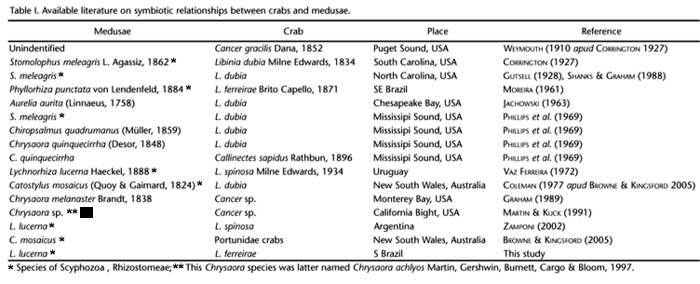 Table I. Available literature on symbiotic relationships between crabs and medusae.
Medusae Crab Place Reference
Unidentified Cancer gracilis Dana, 1852 Puget Sound, USA WEYMOUTH (1910 apud CORRINGTON 1927)
Stomolophus meleagris L. Agassiz, 1862 * Libinia dubia Milne Edwards, 1834 South Carolina, USA CORRINGTON (1927)
S. meleagris * L. dubia North Carolina, USA GUTSELL (1928), SHANKS & GRAHAM (1988)
Phyllorhiza punctata von Lendenfeld, 1884 * L. ferreirae Brito Capello, 1871 SE Brazil MOREIRA (1961)
Aurelia aurita (Linnaeus, 1758) L. dubia Chesapeake Bay, USA JACHOWSKI (1963)
S. meleagris * L. dubia Mississipi Sound, USA PHILLIPS et al. (1969)
Chiropsalmus quadrumanus (Müller, 1859) L. dubia Mississipi Sound, USA PHILLIPS et al. (1969)
Chrysaora quinquecirrha (Desor, 1848) L. dubia Mississipi Sound, USA PHILLIPS et al. (1969)
C. quinquecirrha Callinectes sapidus Rathbun, 1896 Mississipi Sound, USA PHILLIPS et al. (1969)
Lychnorhiza lucerna Haeckel, 1888 * L. spinosa Milne Edwards, 1934 Uruguay VAZ FERREIRA (1972)
Catostylus mosaicus (Quoy & Gaimard, 1824) * L. dubia New South Wales, Australia COLEMAN (1977 apud BROWNE & KINGSFORD 2005)
Chrysaora melanaster Brandt, 1838 Cancer sp. Monterey Bay, USA GRAHAM (1989)
Chrysaora sp. ** Cancer sp. California Bight, USA MARTIN & KUCK (1991)
L. lucerna * L. spinosa Argentina ZAMPONI (2002)
C. mosaicus * Portunidae crabs New South Wales, Australia BROWNE & KINGSFORD (2005)
L. lucerna * L. ferreirae S Brazil This study
* Species of Scyphozoa , Rhizostomeae; ** This Chrysaora species was latter named Chrysaora achlyos Martin, Gershwin, Burnett, Cargo & Bloom, 1997.